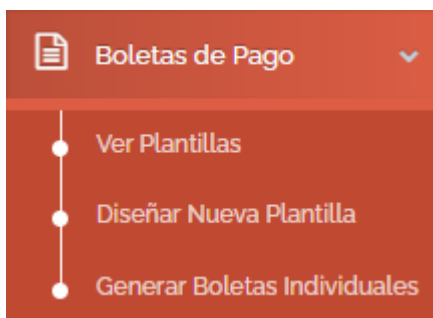 Boletas de Pago
Ver Plantillas
Diseñar Nueva Plantilla
Generar Boletas Individuales